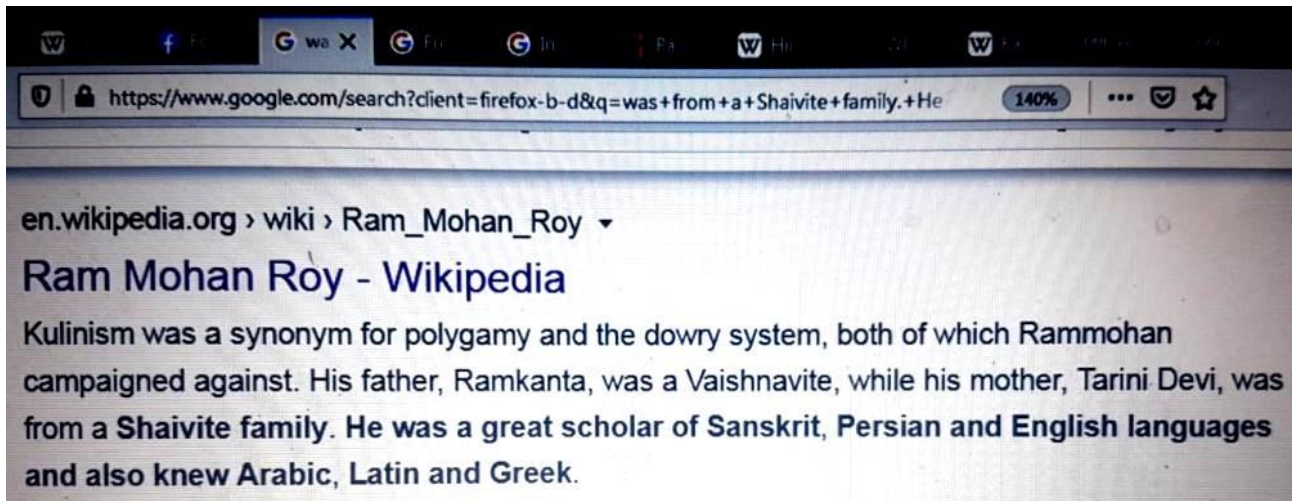 wa
https://www.google.com/search?client=firefox-b-d&q=was+from+a+Shaivite+family.+He 140%
en.wikipedia.org › wiki › Ram_Mohan_Roy
Ram Mohan Roy - Wikipedia
Kulinism was a synonym for polygamy and the dowry system, both of which Rammohan
campaigned against. His father, Ramkanta, was a Vaishnavite, while his mother, Tarini Devi, was
from a Shaivite family. He was a great scholar of Sanskrit, Persian and English languages
and also knew Arabic, Latin and Greek.